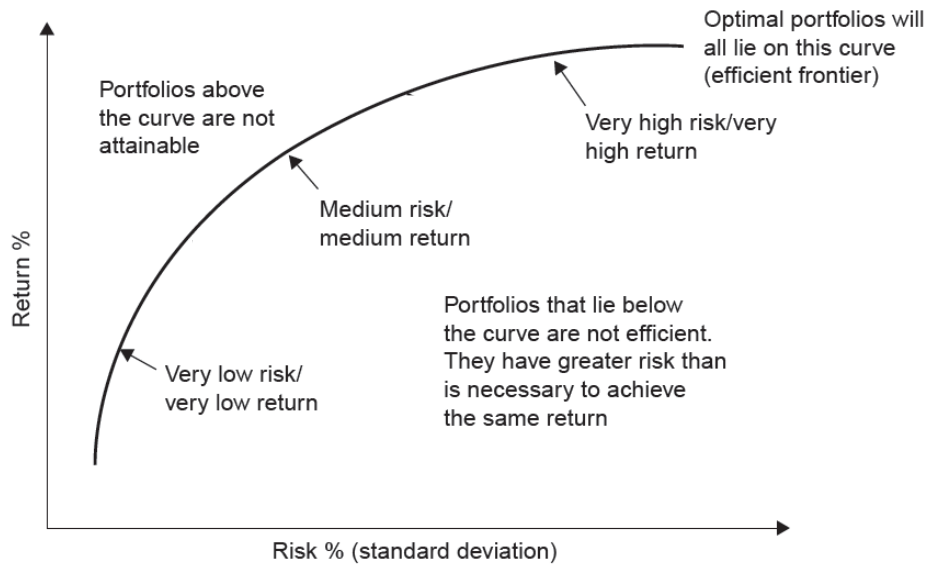 Optimal portfolios will
all lie on this curve
(efficient frontier)
Portfolios above
the curve are not
attainable
Very high risk/very
high return
Medium risk/
medium return
Return %
Portfolios that lie below
the curve are not efficient.
They have greater risk than
is necessary to achieve
the same return
Very low risk/
very low return
Risk % (standard deviation)